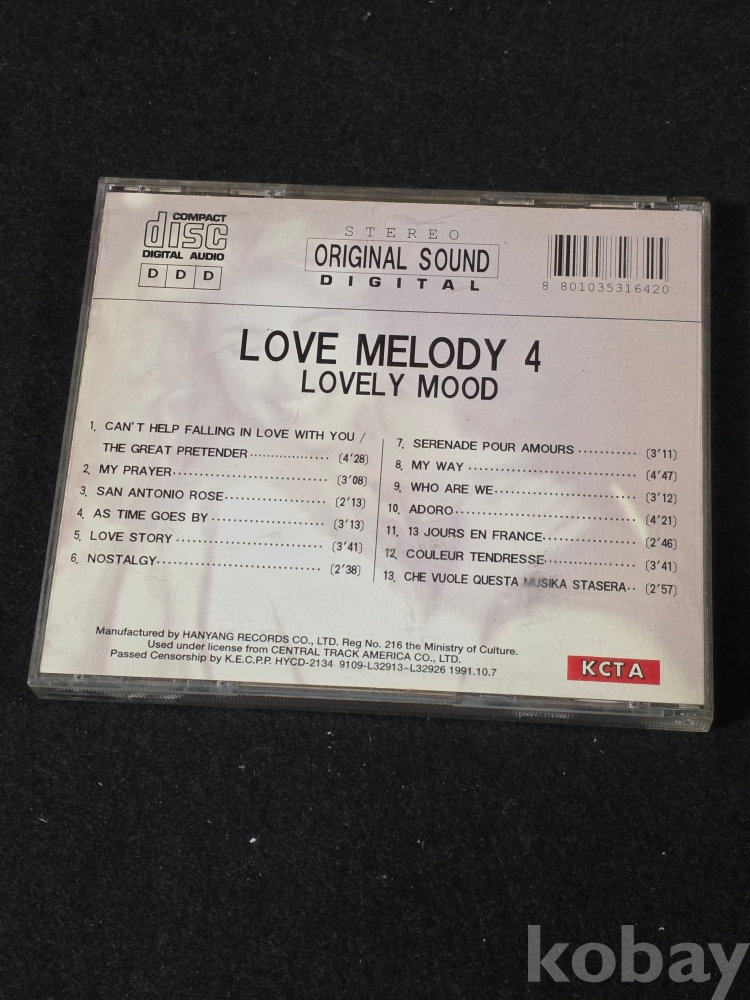 COMPACT
disc
DIGITAL AUDIO
D D D
STEREO
ORIGINAL SOUND
DIGITAL
8 801035316420
LOVE MELODY 4
LOVELY MOOD
1. CAN'T HELP FALLING IN LOVE WITH YOU /
THE GREAT PRETENDER (4'28)
2. MY PRAYER (3'08)
3. SAN ANTONIO ROSE (2'13)
4. AS TIME GOES BY (3'13)
5. LOVE STORY (3'41)
6. NOSTALGY (2'38)
7. SERENADE POUR AMOURS (3'11)
8. MY WAY (4'47)
9. WHO ARE WE (3'12)
10. ADORO (4'21)
11. 13 JOURS EN FRANCE (2'46)
12. COULEUR TENDRESSE (3'41)
13. CHE VUOLE QUESTA MUSIKA STASERA (2'57)
Manufactured by HANYANG RECORDS CO., LTD. Reg No. 216 the Ministry of Culture.
Used under license from CENTRAL TRACK AMERICA CO., LTD.
Passed Censorship by K.E.C.P.P. HYCD-2134 9109-L32913~L32926 1991.10.7
KCTA
kobay